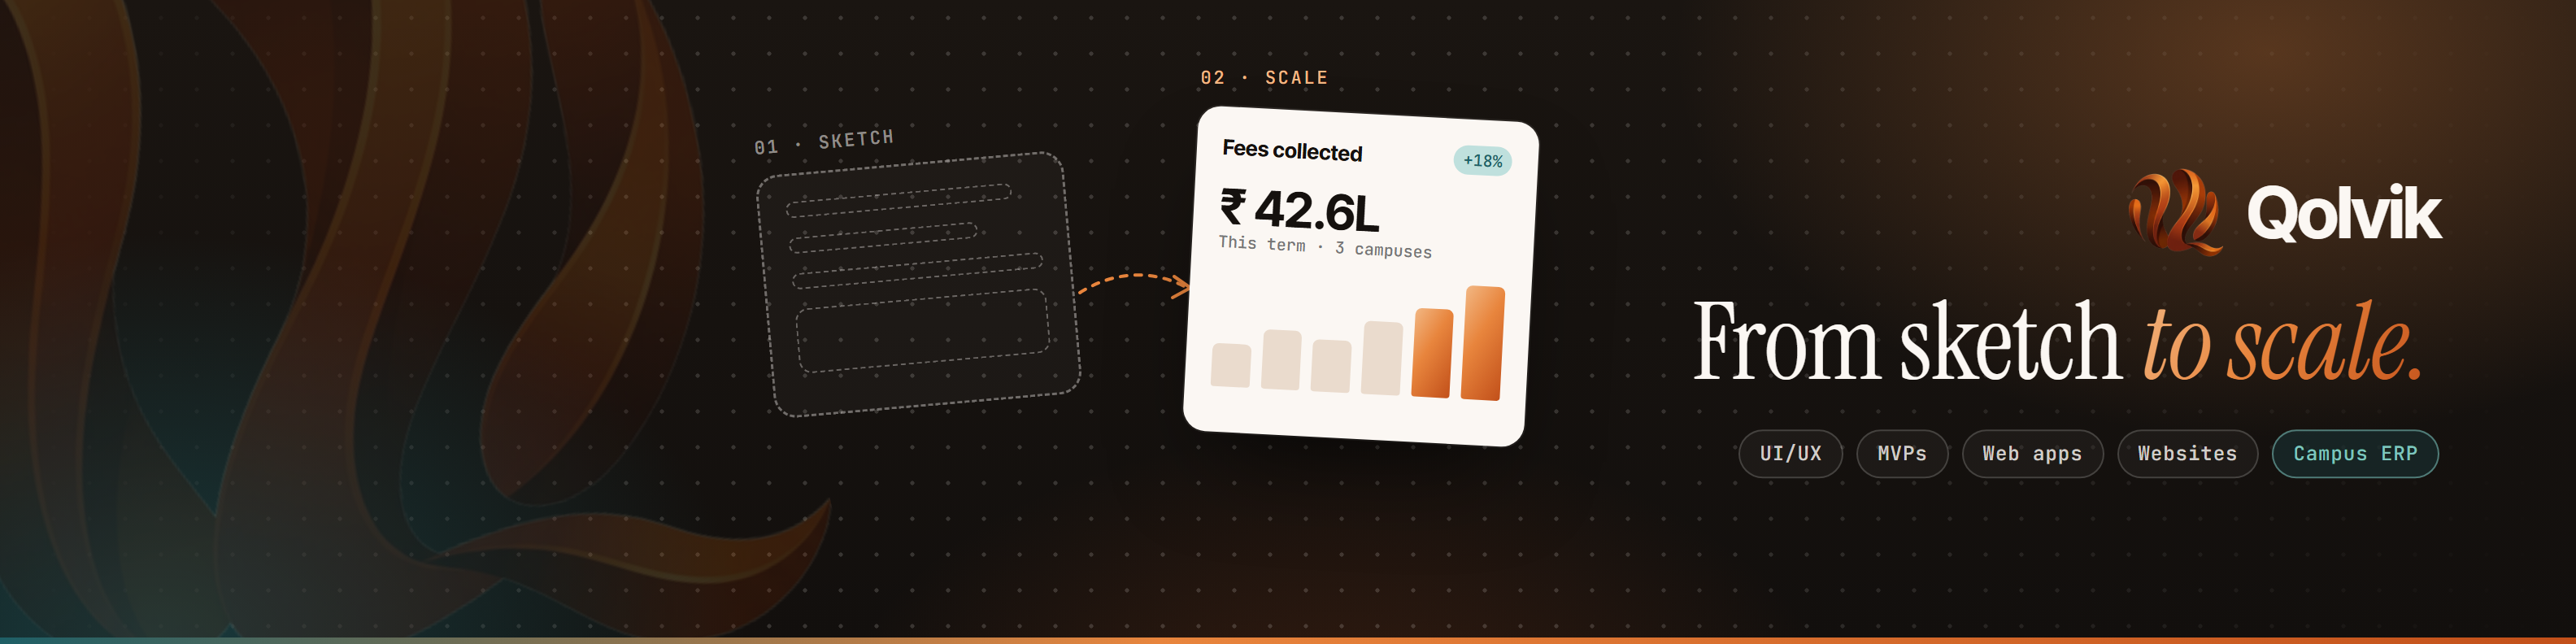 01 · SKETCH
02 · SCALE
Fees collected
+18%
₹ 42.6L
This term · 3 campuses
Qolvik
From sketch to scale.
UI/UX
MVPs
Web apps
Websites
Campus ERP